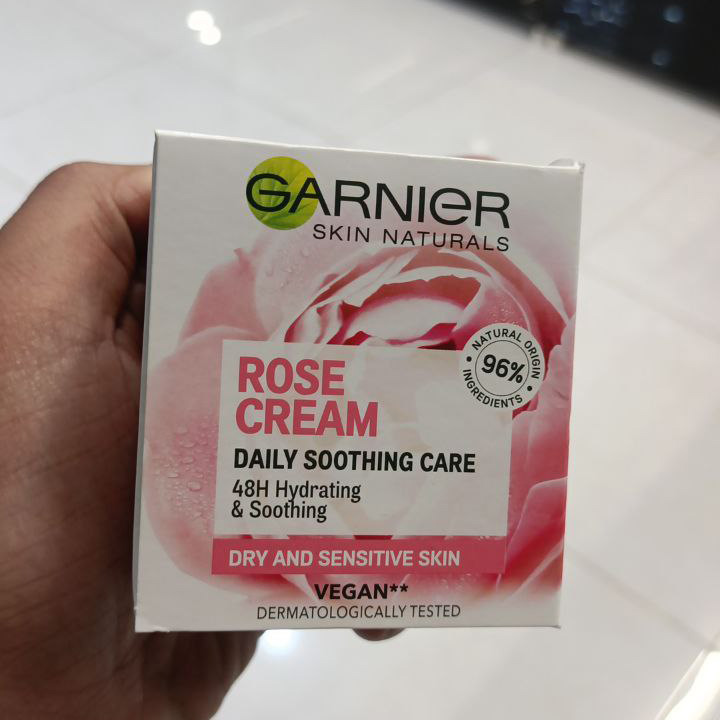 GARNIER
SKIN NATURALS
NATURAL ORIGIN
96%
INGREDIENTS
ROSE
CREAM
DAILY SOOTHING CARE
48H Hydrating
& Soothing
DRY AND SENSITIVE SKIN
VEGAN**
DERMATOLOGICALLY TESTED